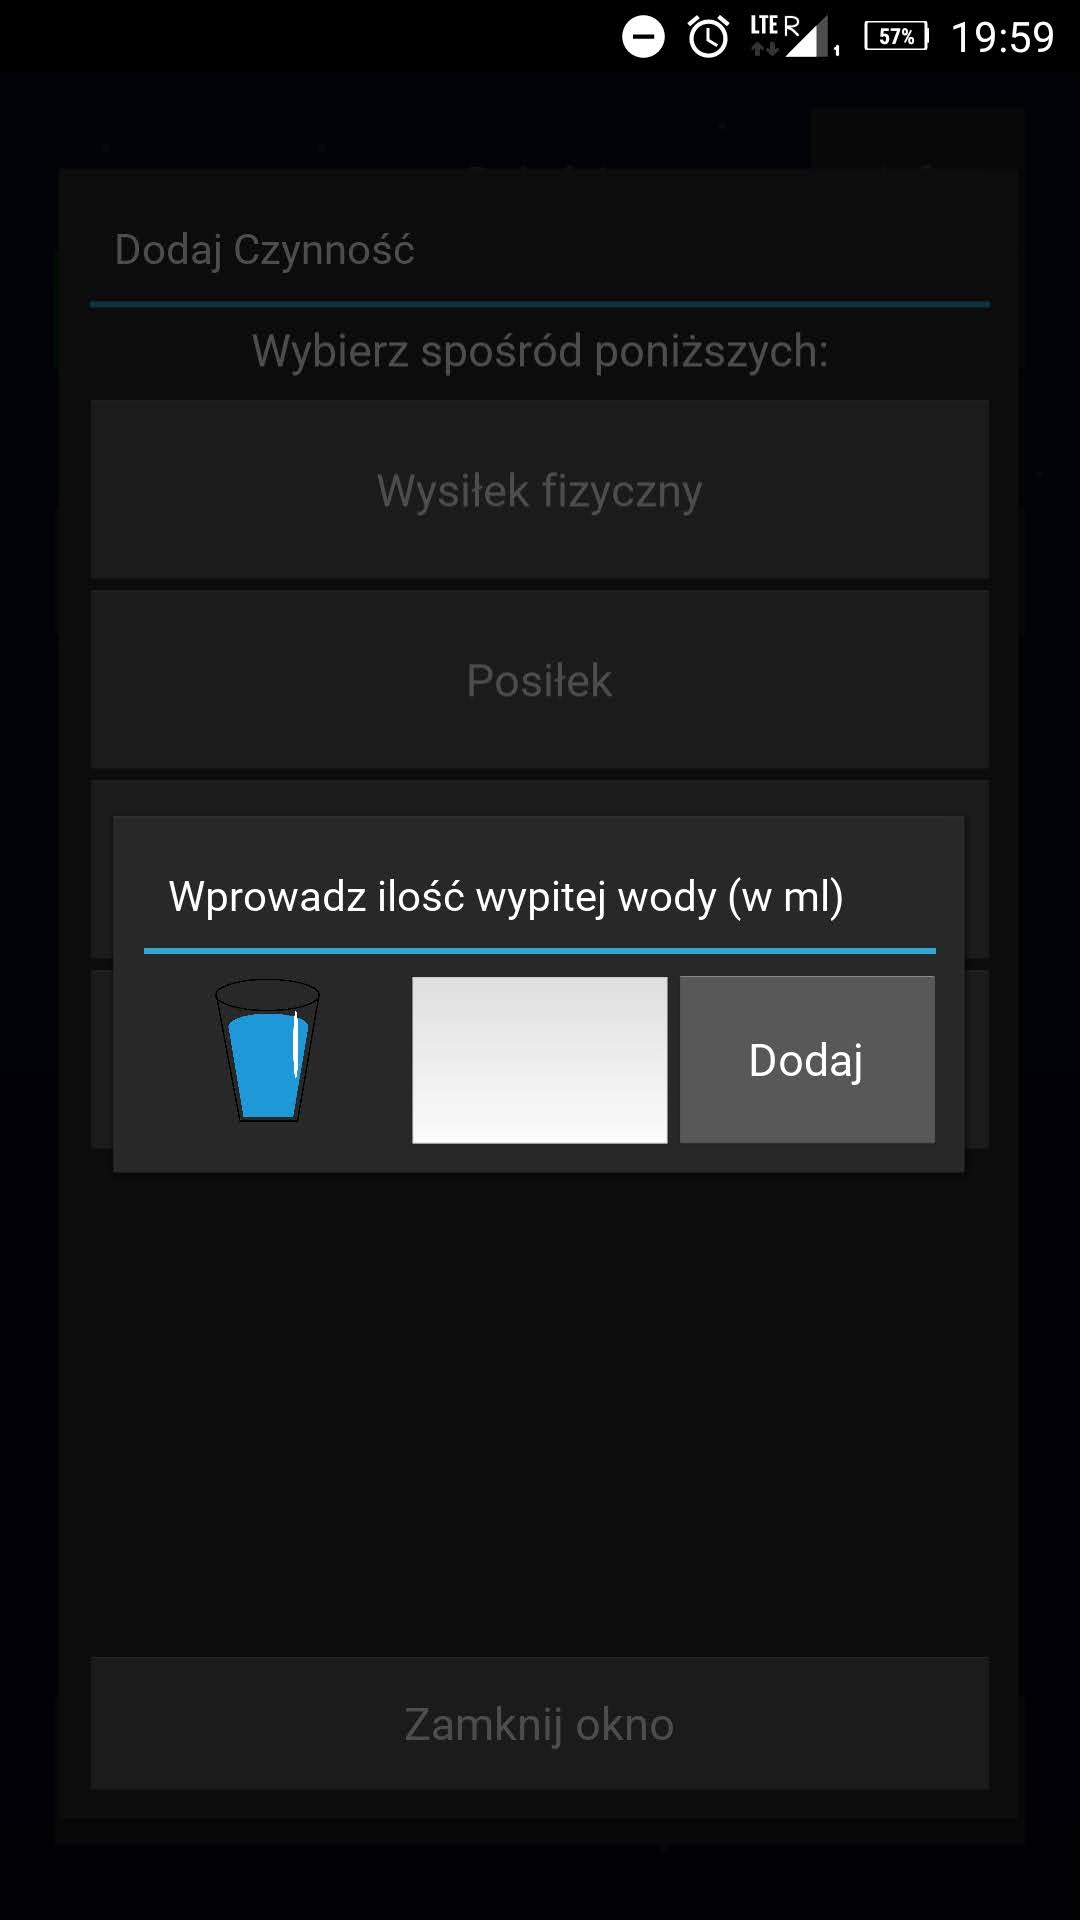 LTE R 1 57% 19:59
Dodaj Czynność
Wybierz spośród poniższych:
Wysiłek fizyczny
Posiłek
Wprowadz ilość wypitej wody (w ml)
Dodaj
Zamknij okno